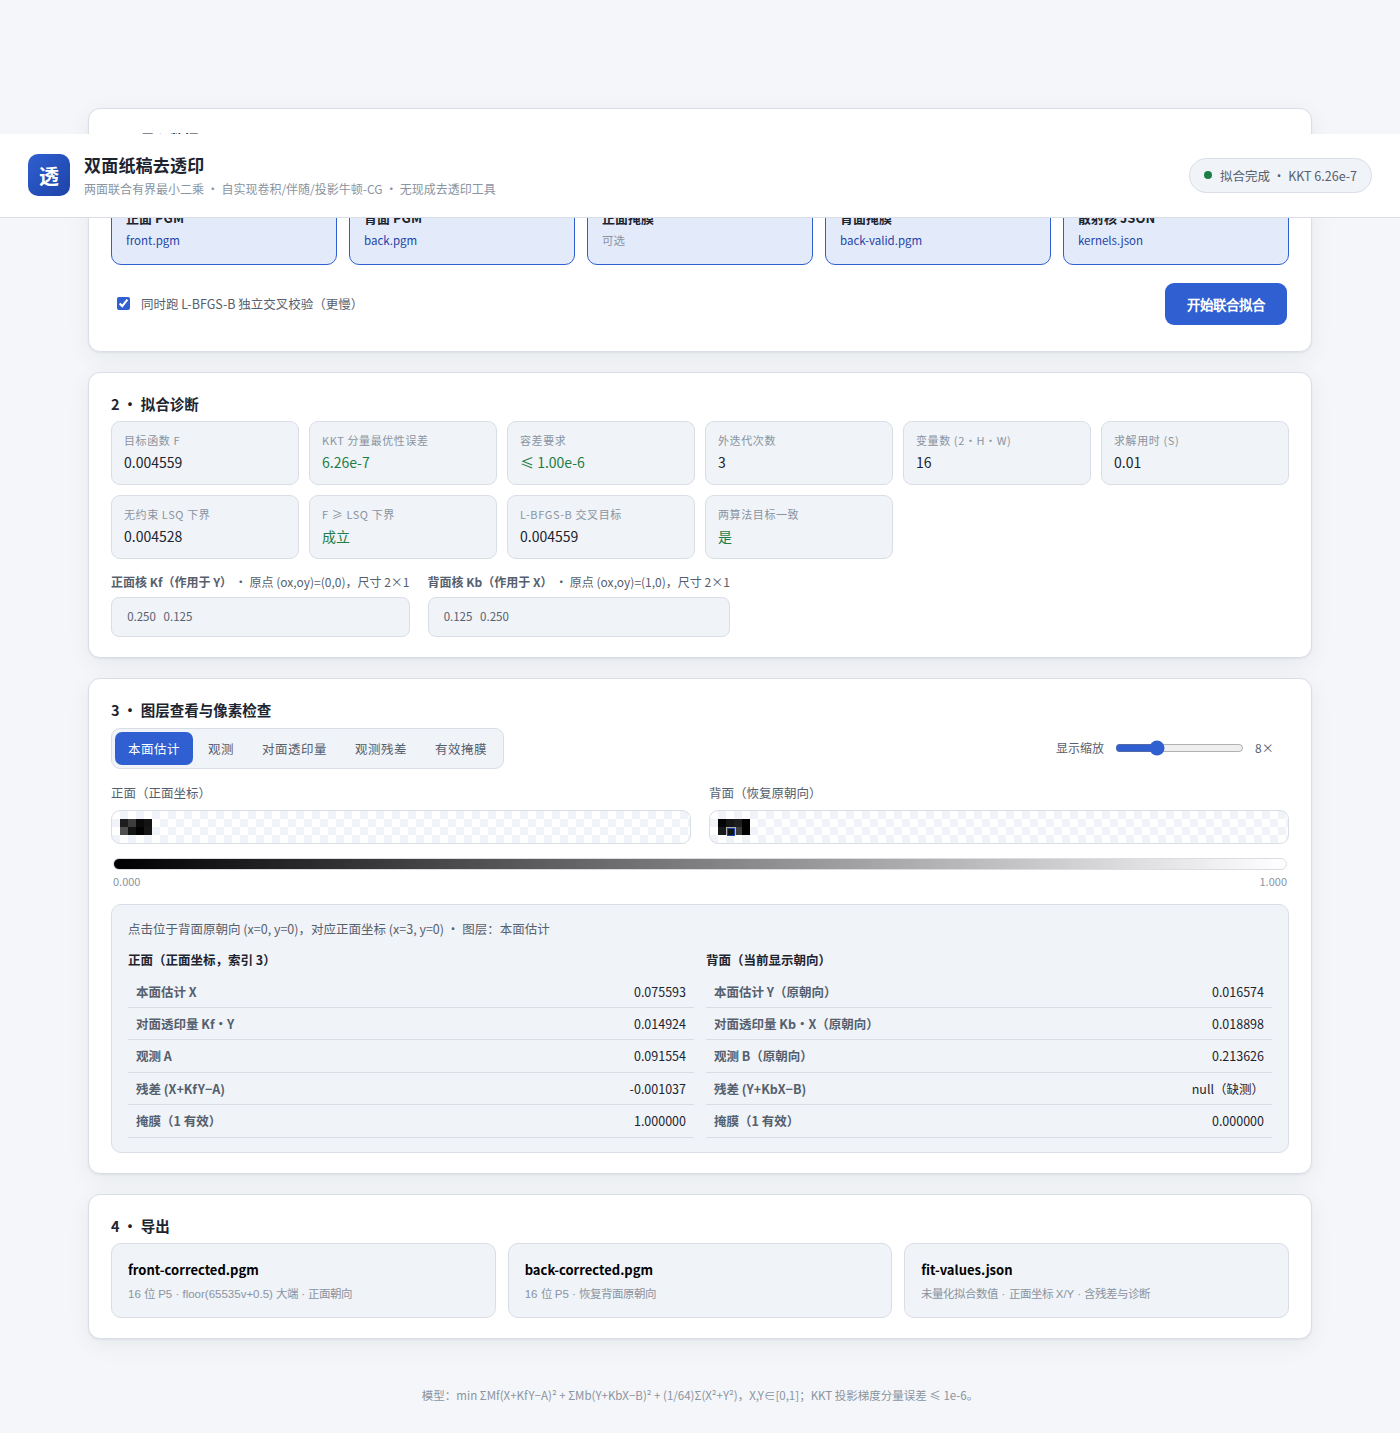 透
双面纸稿去透印
两面联合有界最小二乘 · 自实现卷积/伴随/投影牛顿-CG · 无现成去透印工具
拟合完成 · KKT 6.26e-7
正面 PGM
front.pgm
背面 PGM
back.pgm
正面掩膜
可选
背面掩膜
back-valid.pgm
散射核 JSON
kernels.json
同时跑 L-BFGS-B 独立交叉校验（更慢）
开始联合拟合
2 · 拟合诊断
目标函数 F
0.004559
KKT 分量最优性误差
6.26e-7
容差要求
≤ 1.00e-6
外迭代次数
3
变量数 (2·H·W)
16
求解用时 (S)
0.01
无约束 LSQ 下界
0.004528
F ≥ LSQ 下界
成立
L-BFGS-B 交叉目标
0.004559
两算法目标一致
是
正面核 Kf（作用于 Y） · 原点 (ox,oy)=(0,0)，尺寸 2×1
0.250 0.125
背面核 Kb（作用于 X） · 原点 (ox,oy)=(1,0)，尺寸 2×1
0.125 0.250
3 · 图层查看与像素检查
本面估计 观测 对面透印量 观测残差 有效掩膜
显示缩放 8×
正面（正面坐标）
背面（恢复原朝向）
0.000 1.000
点击位于背面原朝向 (x=0, y=0)，对应正面坐标 (x=3, y=0) · 图层：本面估计
正面（正面坐标，索引 3）
本面估计 X 0.075593
对面透印量 Kf·Y 0.014924
观测 A 0.091554
残差 (X+KfY−A) -0.001037
掩膜（1 有效） 1.000000
背面（当前显示朝向）
本面估计 Y（原朝向） 0.016574
对面透印量 Kb·X（原朝向） 0.018898
观测 B（原朝向） 0.213626
残差 (Y+KbX−B) null（缺测）
掩膜（1 有效） 0.000000
4 · 导出
front-corrected.pgm
16 位 P5 · floor(65535v+0.5) 大端 · 正面朝向
back-corrected.pgm
16 位 P5 · 恢复背面原朝向
fit-values.json
未量化拟合数值 · 正面坐标 X/Y · 含残差与诊断
模型：min ΣMf(X+KfY−A)² + ΣMb(Y+KbX−B)² + (1/64)Σ(X²+Y²)，X,Y∈[0,1]；KKT 投影梯度分量误差 ≤ 1e-6。